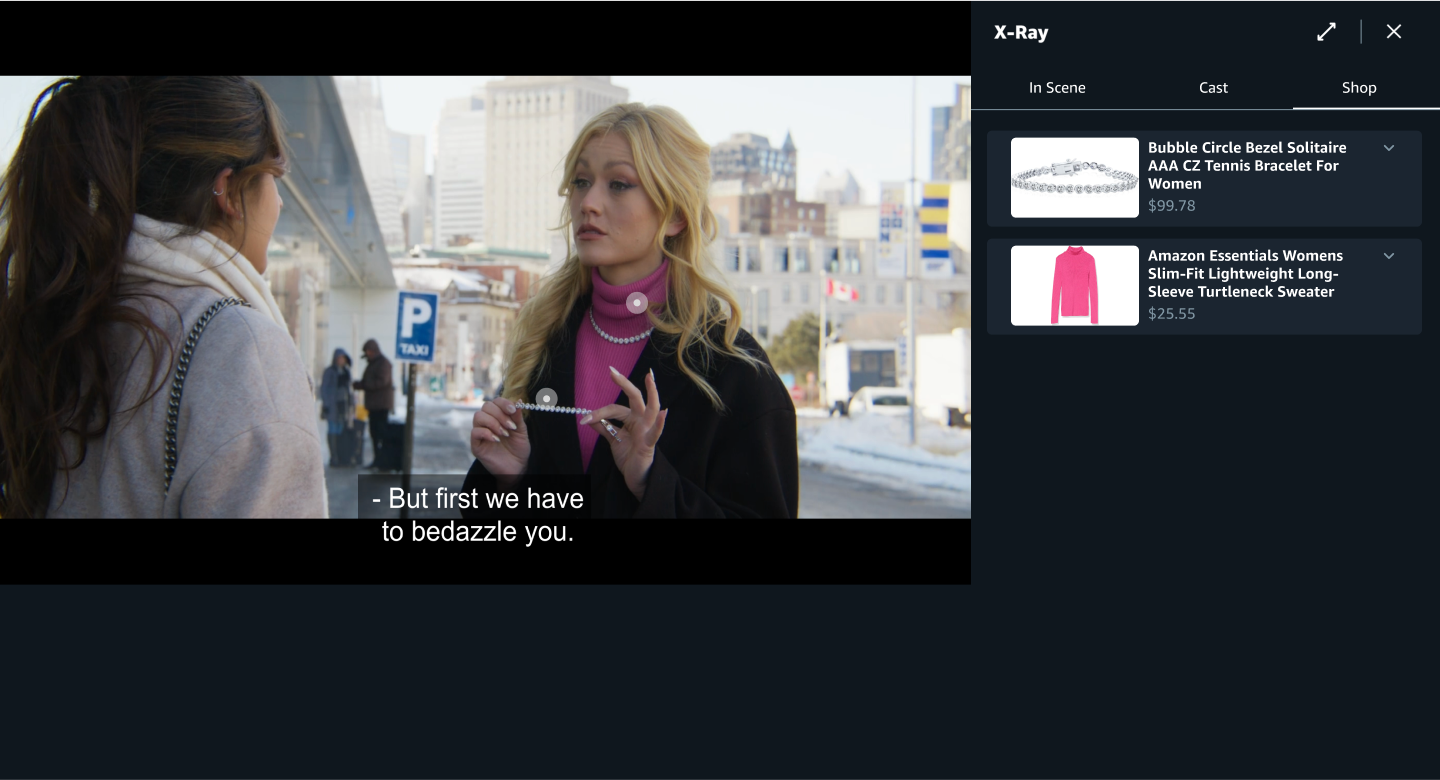 X-Ray
In Scene
Cast
Shop
Bubble Circle Bezel Solitaire
AAA CZ Tennis Bracelet For
Women
$99.78
Amazon Essentials Womens
Slim-Fit Lightweight Long-
Sleeve Turtleneck Sweater
$25.55
P
TAXI
- But first we have
to bedazzle you.